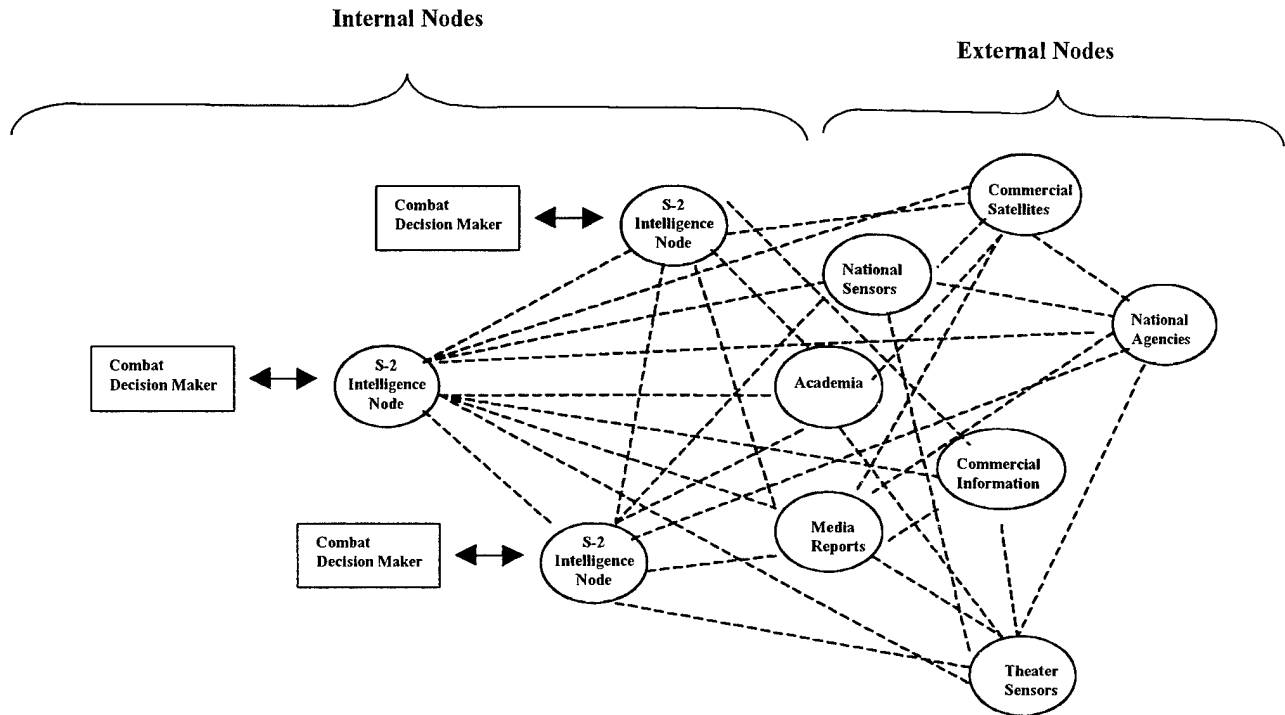 Internal Nodes
External Nodes
Combat
Decision Maker
S-2
Intelligence
Node
Commercial
Satellites
National
Sensors
National
Agencies
Combat
Decision Maker
S-2
Intelligence
Node
Academia
Commercial
Information
Combat
Decision Maker
S-2
Intelligence
Node
Media
Reports
Theater
Sensors